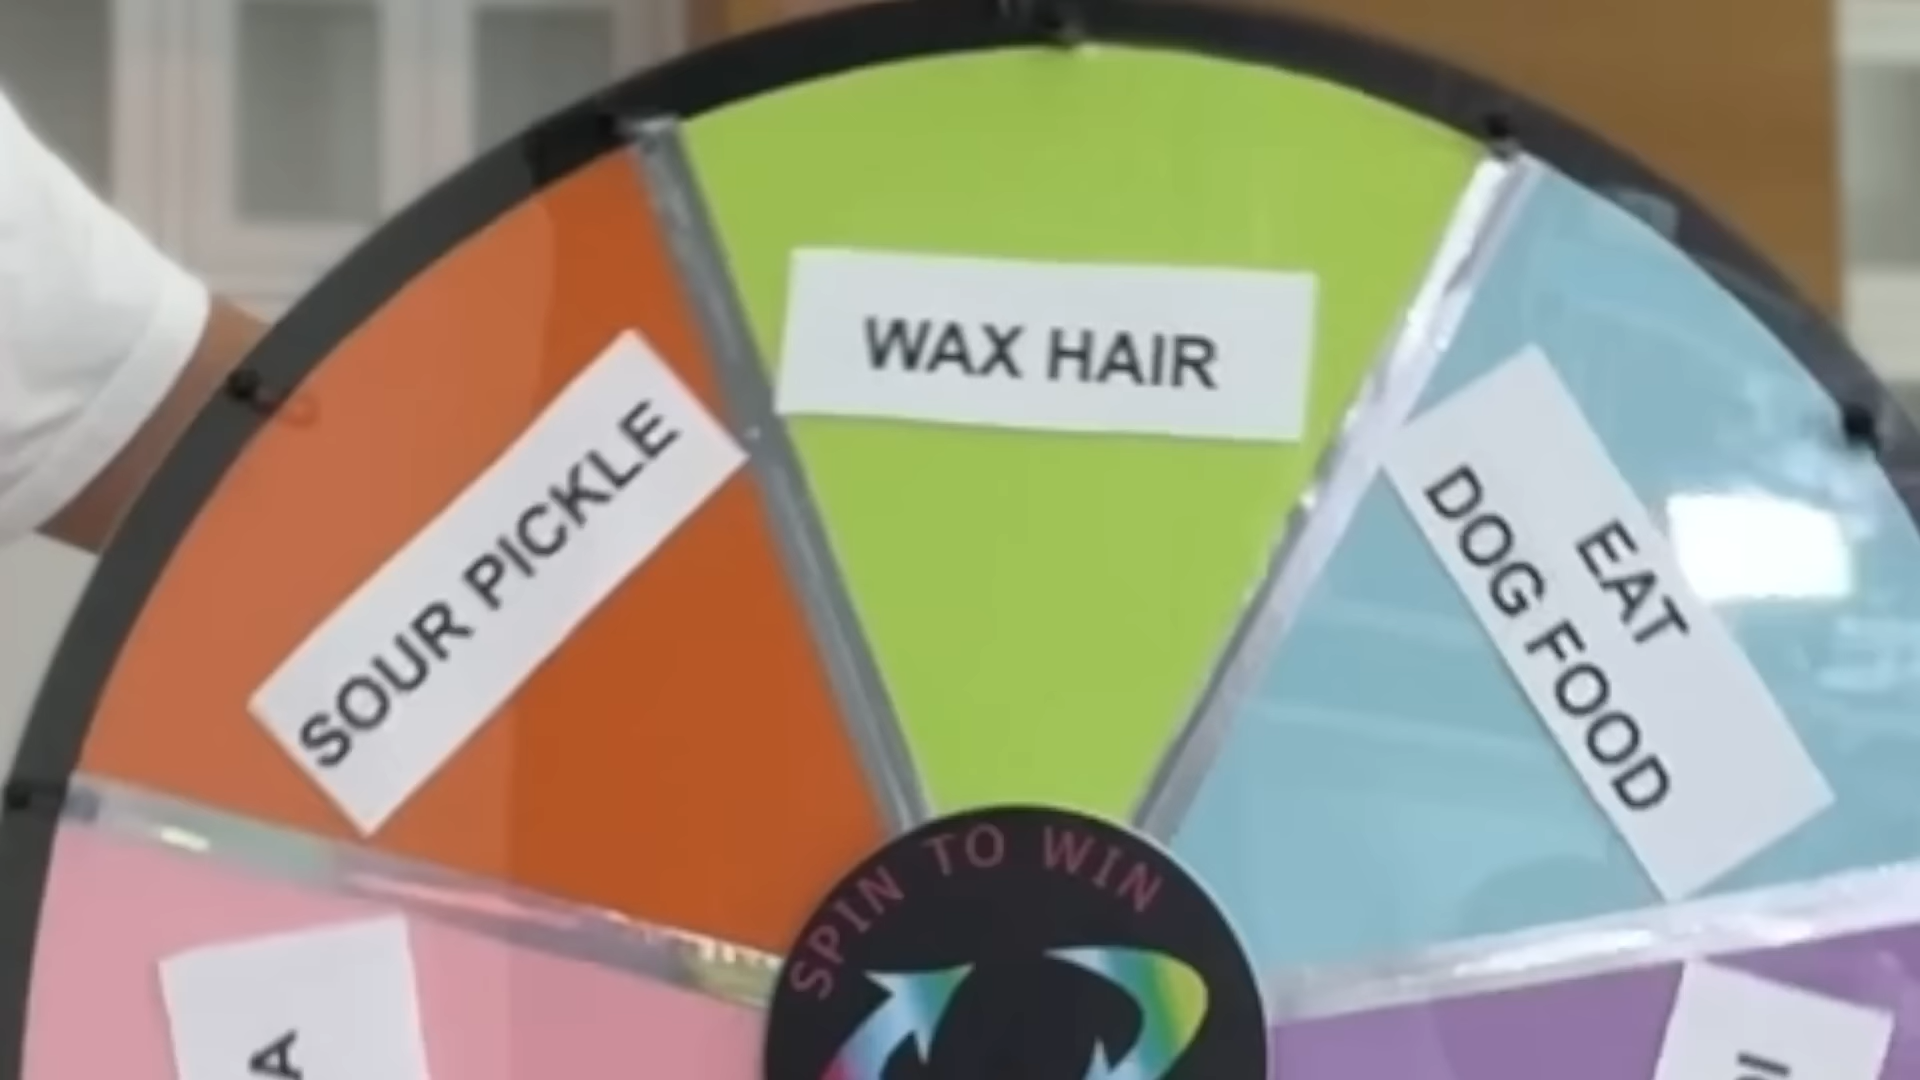 WAX HAIR
SOUR PICKLE
EAT
DOG FOOD
SPIN TO WIN